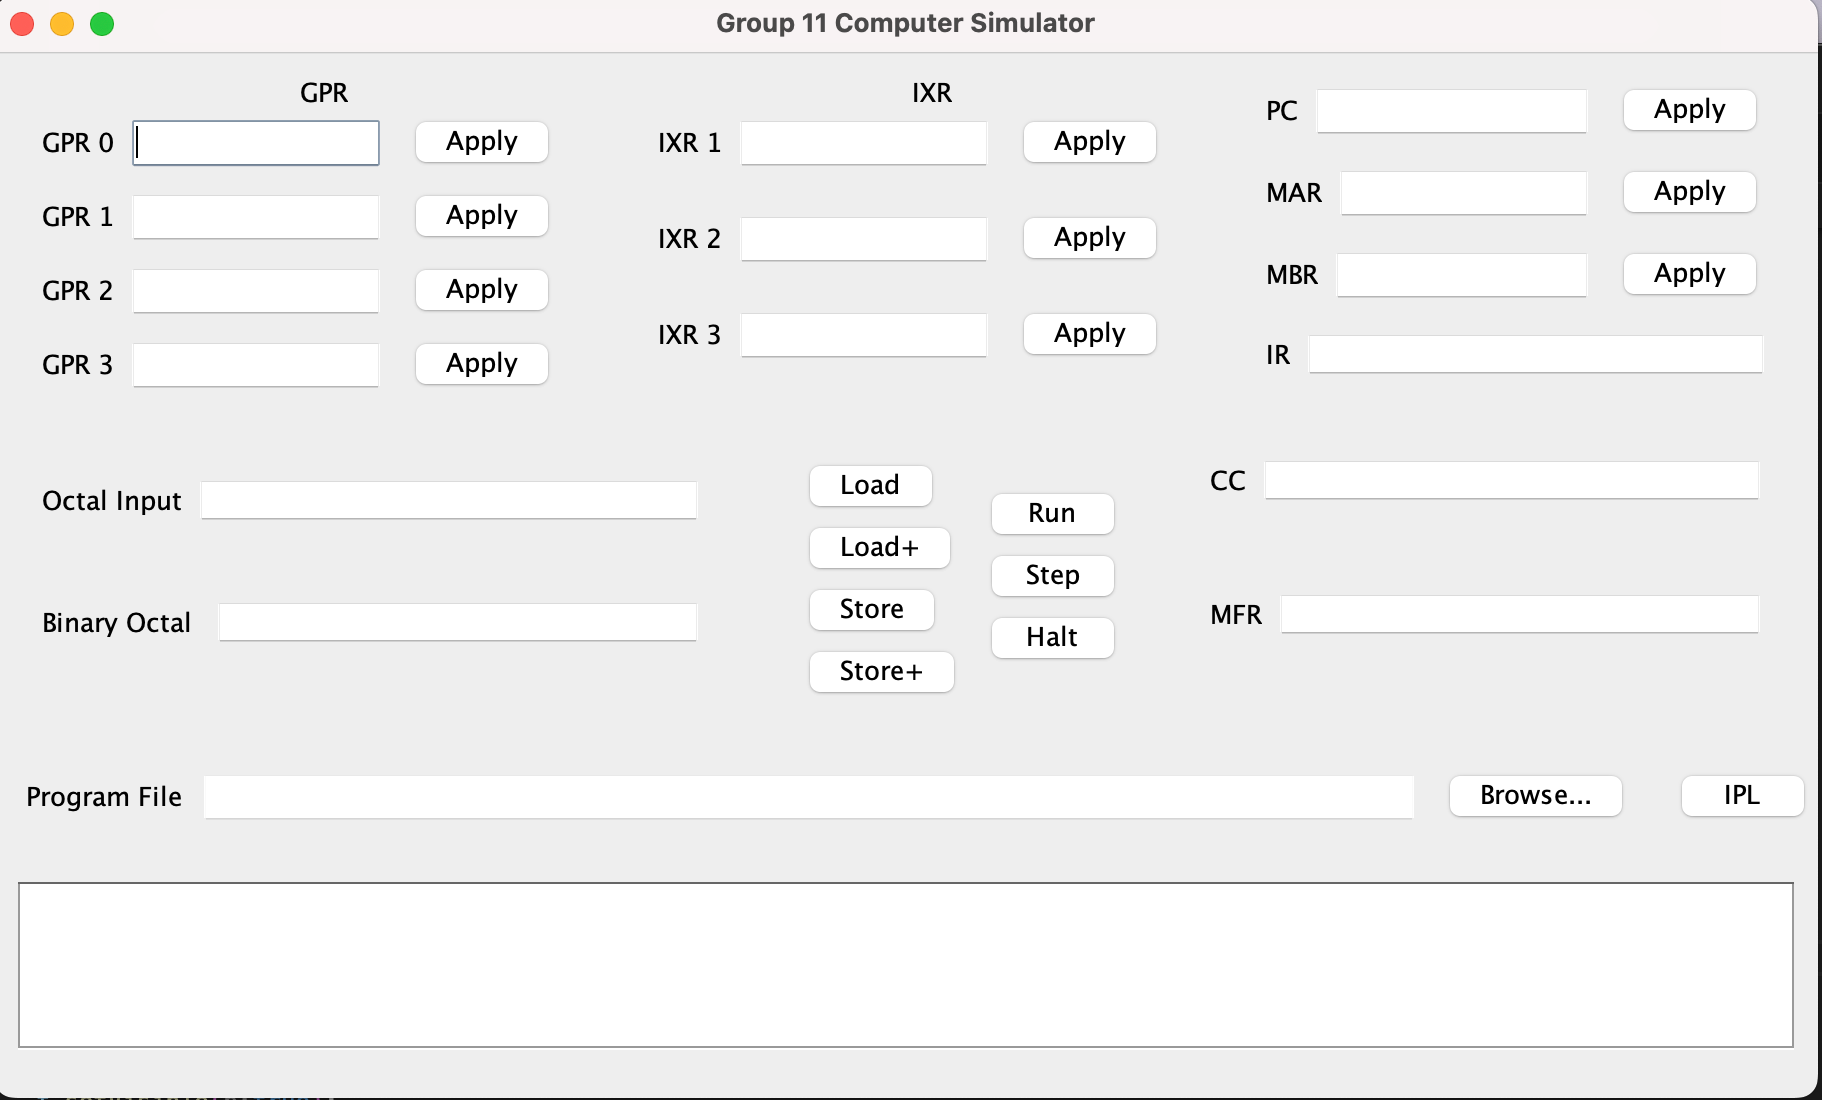 Group 11 Computer Simulator
GPR
GPR 0 Apply
GPR 1 Apply
GPR 2 Apply
GPR 3 Apply
IXR
IXR 1 Apply
IXR 2 Apply
IXR 3 Apply
PC Apply
MAR Apply
MBR Apply
IR
Octal Input
Binary Octal
Load
Load+
Store
Store+
Run
Step
Halt
CC
MFR
Program File Browse... IPL